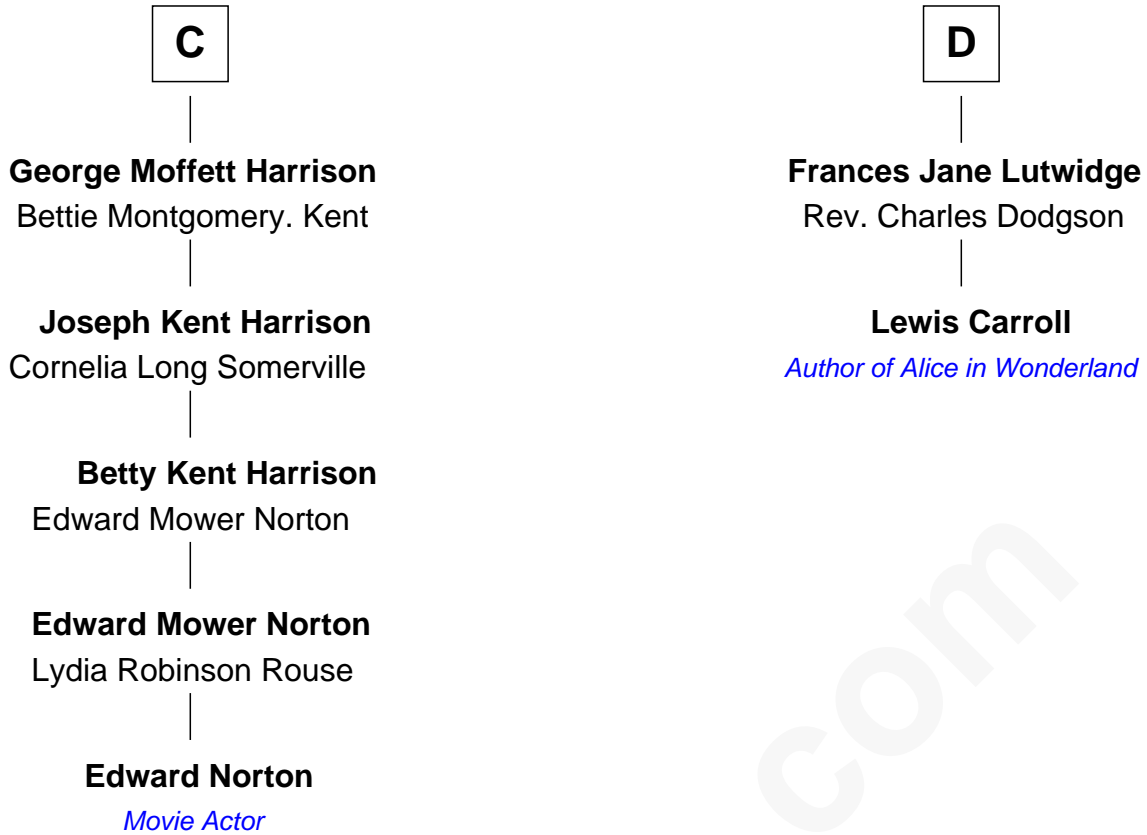 C
George Moffett Harrison
Bettie Montgomery. Kent
Joseph Kent Harrison
Cornelia Long Somerville
Betty Kent Harrison
Edward Mower Norton
Edward Mower Norton
Lydia Robinson Rouse
Edward Norton
Movie Actor
D
Frances Jane Lutwidge
Rev. Charles Dodgson
Lewis Carroll
Author of Alice in Wonderland
com